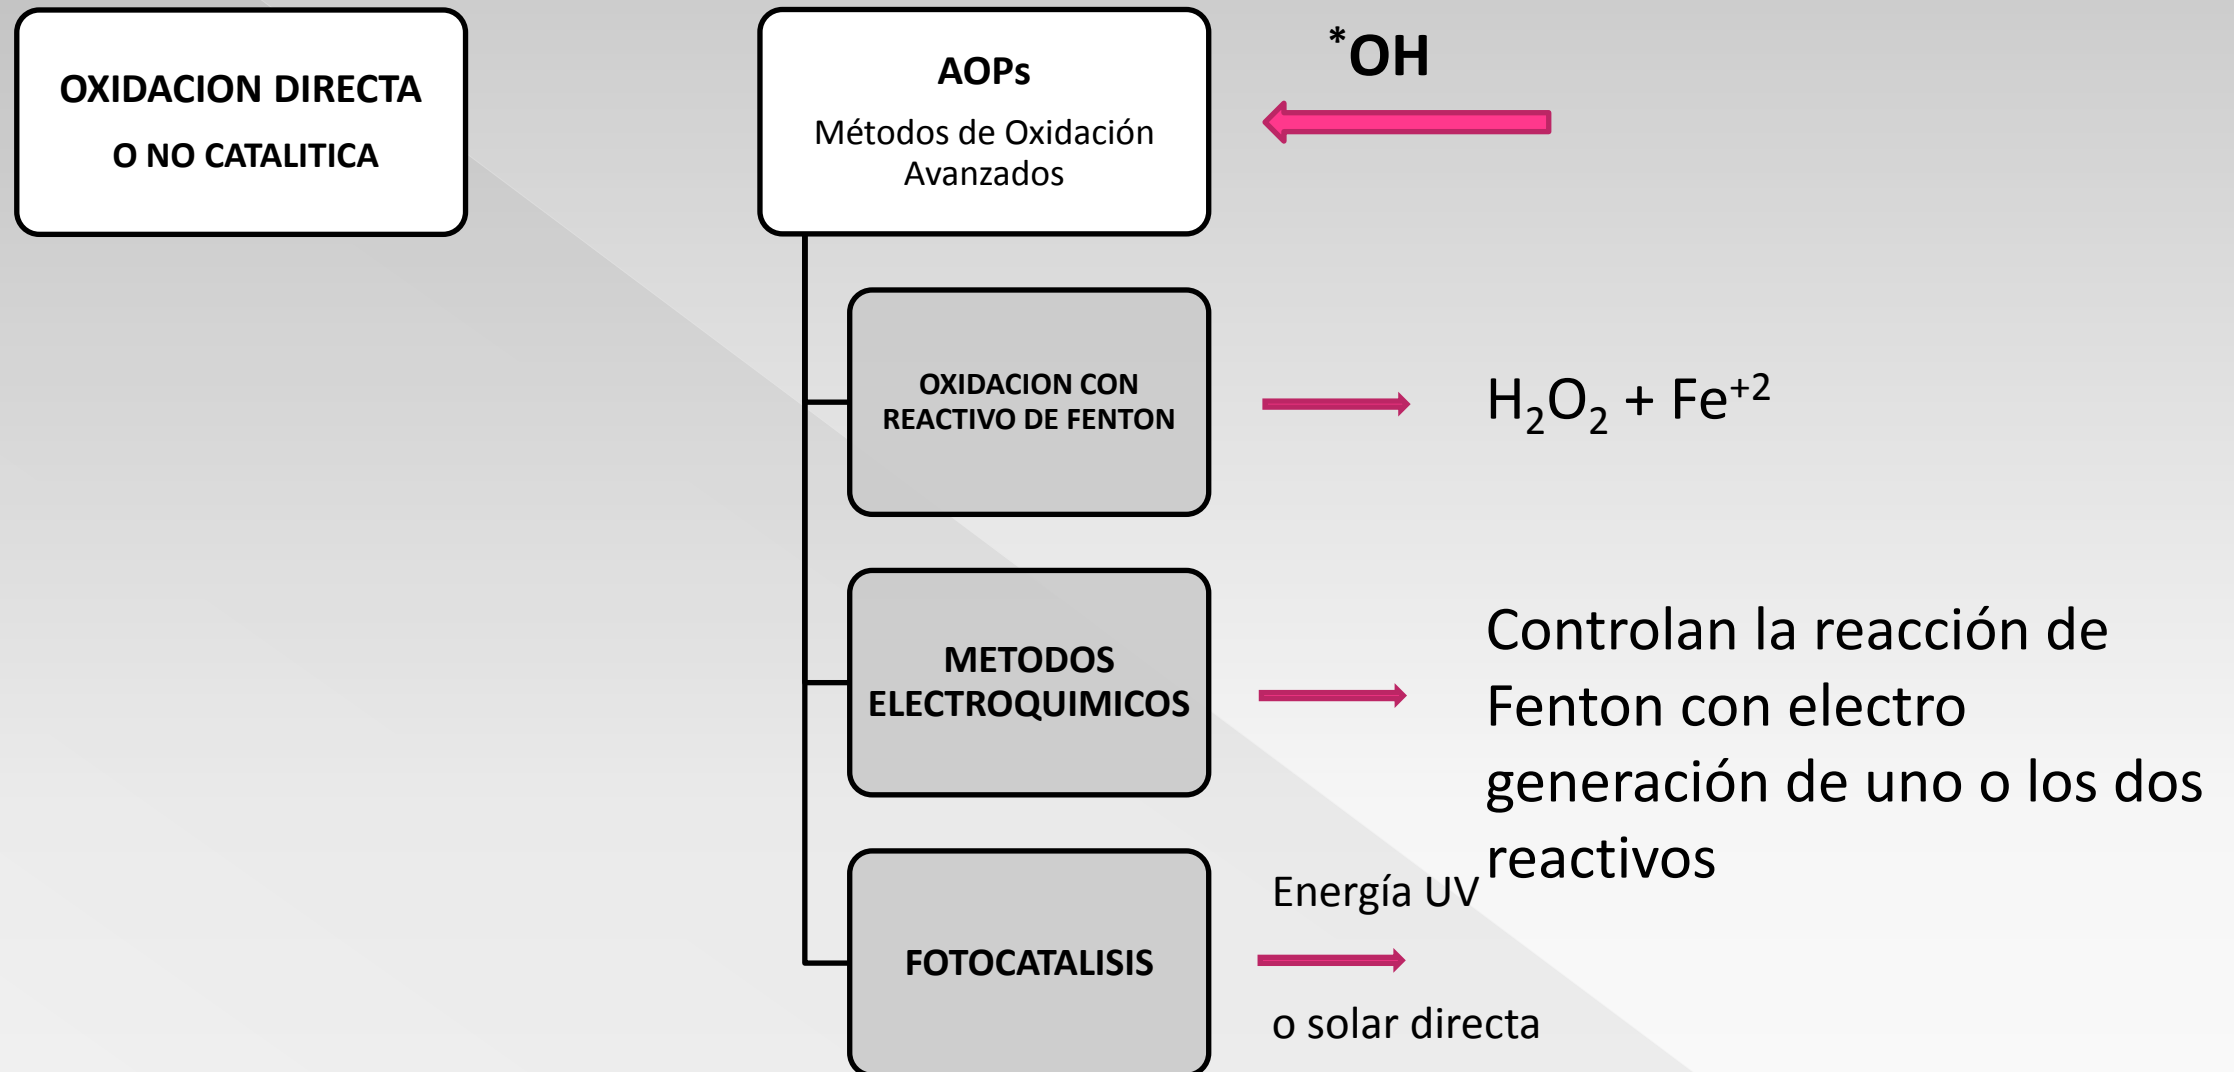 OXIDACION DIRECTA
O NO CATALITICA
AOPs
Métodos de Oxidación
Avanzados
*OH
OXIDACION CON
REACTIVO DE FENTON
H₂O₂ + Fe⁺²
METODOS
ELECTROQUIMICOS
Controlan la reacción de
Fenton con electro
generación de uno o los dos
reactivos
FOTOCATALISIS
Energía UV
o solar directa